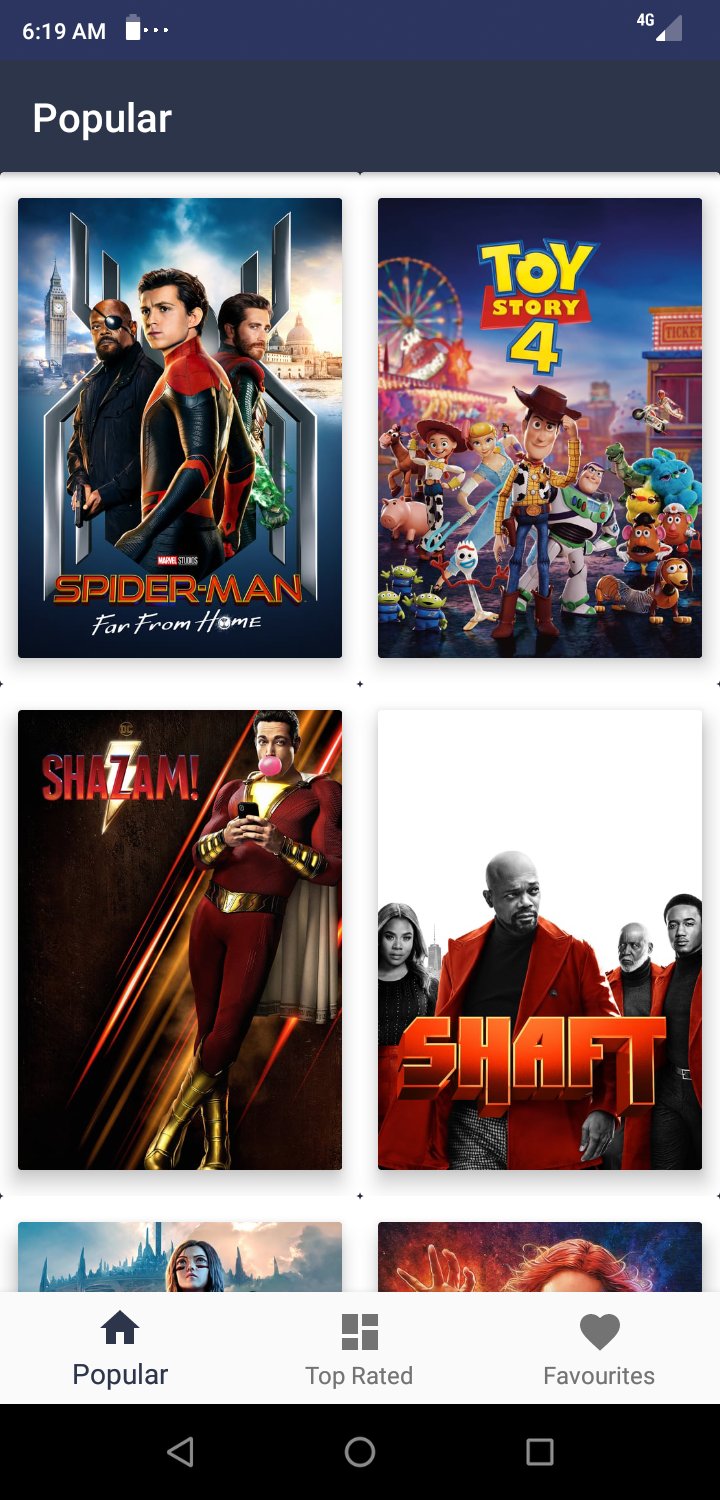 6:19 AM
4G
Popular
MARVEL STUDIOS
SPIDER-MAN
Far From Home
TOY
STORY
4
TICKET
DC
SHAZAM!
SHAFT
Popular
Top Rated
Favourites